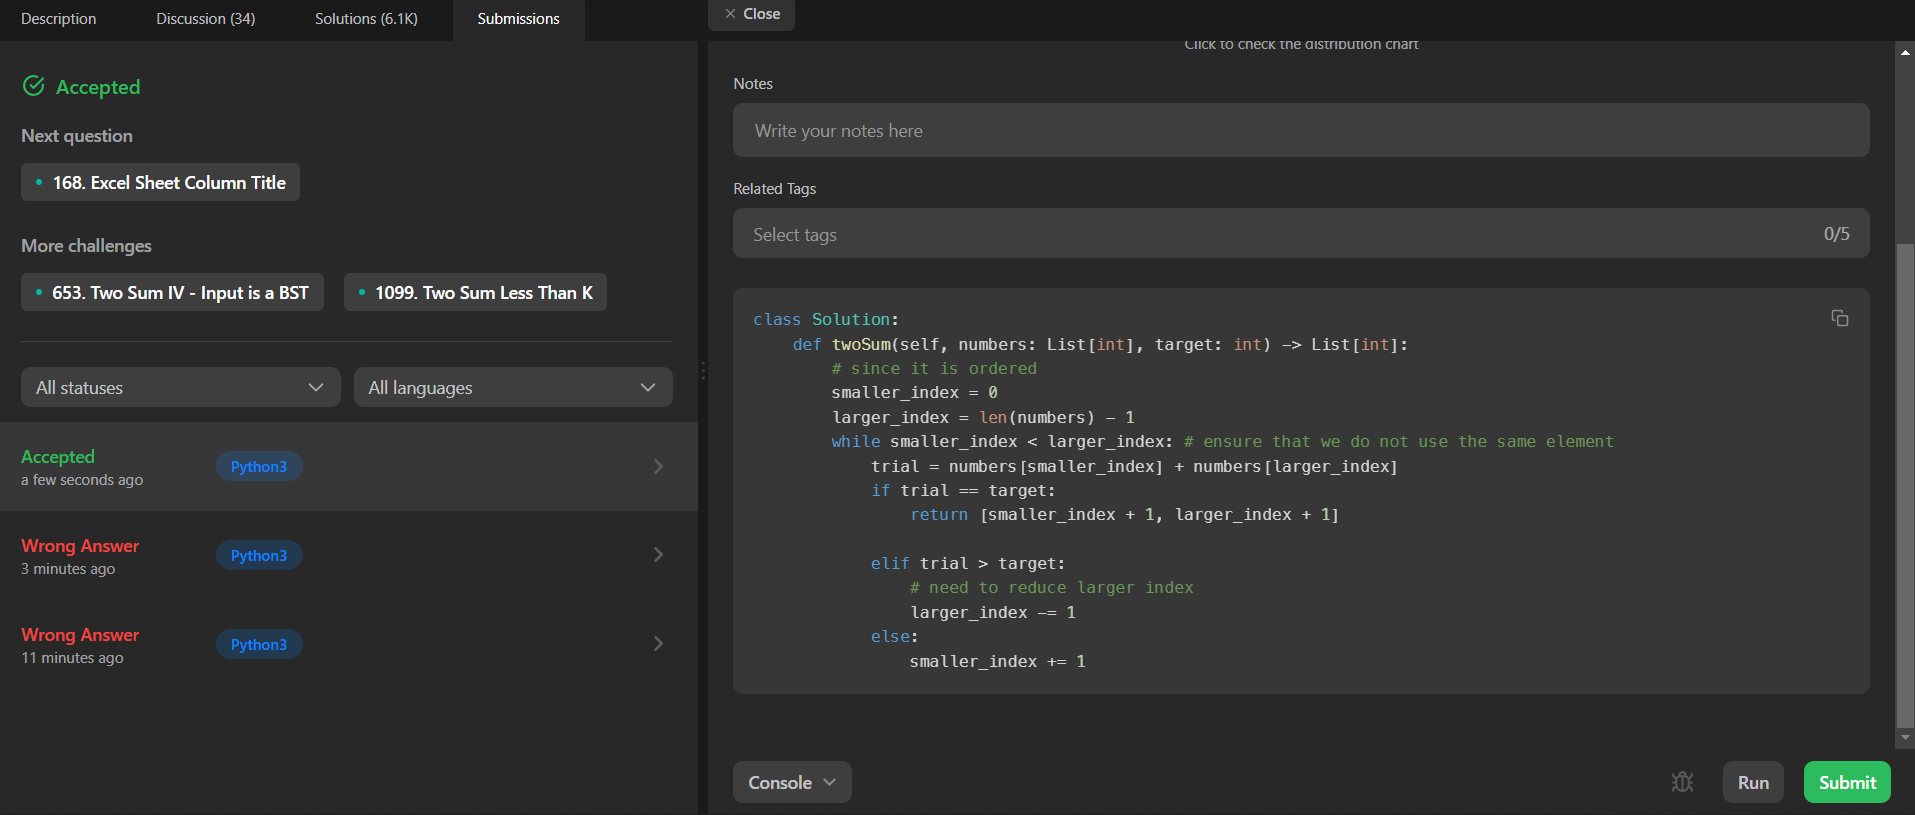 Description
Discussion (34)
Solutions (6.1K)
Submissions
Accepted
Next question
168. Excel Sheet Column Title
More challenges
653. Two Sum IV - Input is a BST
1099. Two Sum Less Than K
All statuses
All languages
Accepted
a few seconds ago
Python3
Wrong Answer
3 minutes ago
Python3
Wrong Answer
11 minutes ago
Python3
Close
Click to check the distribution chart
Notes
Write your notes here
Related Tags
Select tags
0/5
class Solution:
    def twoSum(self, numbers: List[int], target: int) -> List[int]:
        # since it is ordered
        smaller_index = 0
        larger_index = len(numbers) - 1
        while smaller_index < larger_index: # ensure that we do not use the same element
            trial = numbers[smaller_index] + numbers[larger_index]
            if trial == target:
                return [smaller_index + 1, larger_index + 1]
            elif trial > target:
                # need to reduce larger index
                larger_index -= 1
            else:
                smaller_index += 1
Console
Run
Submit